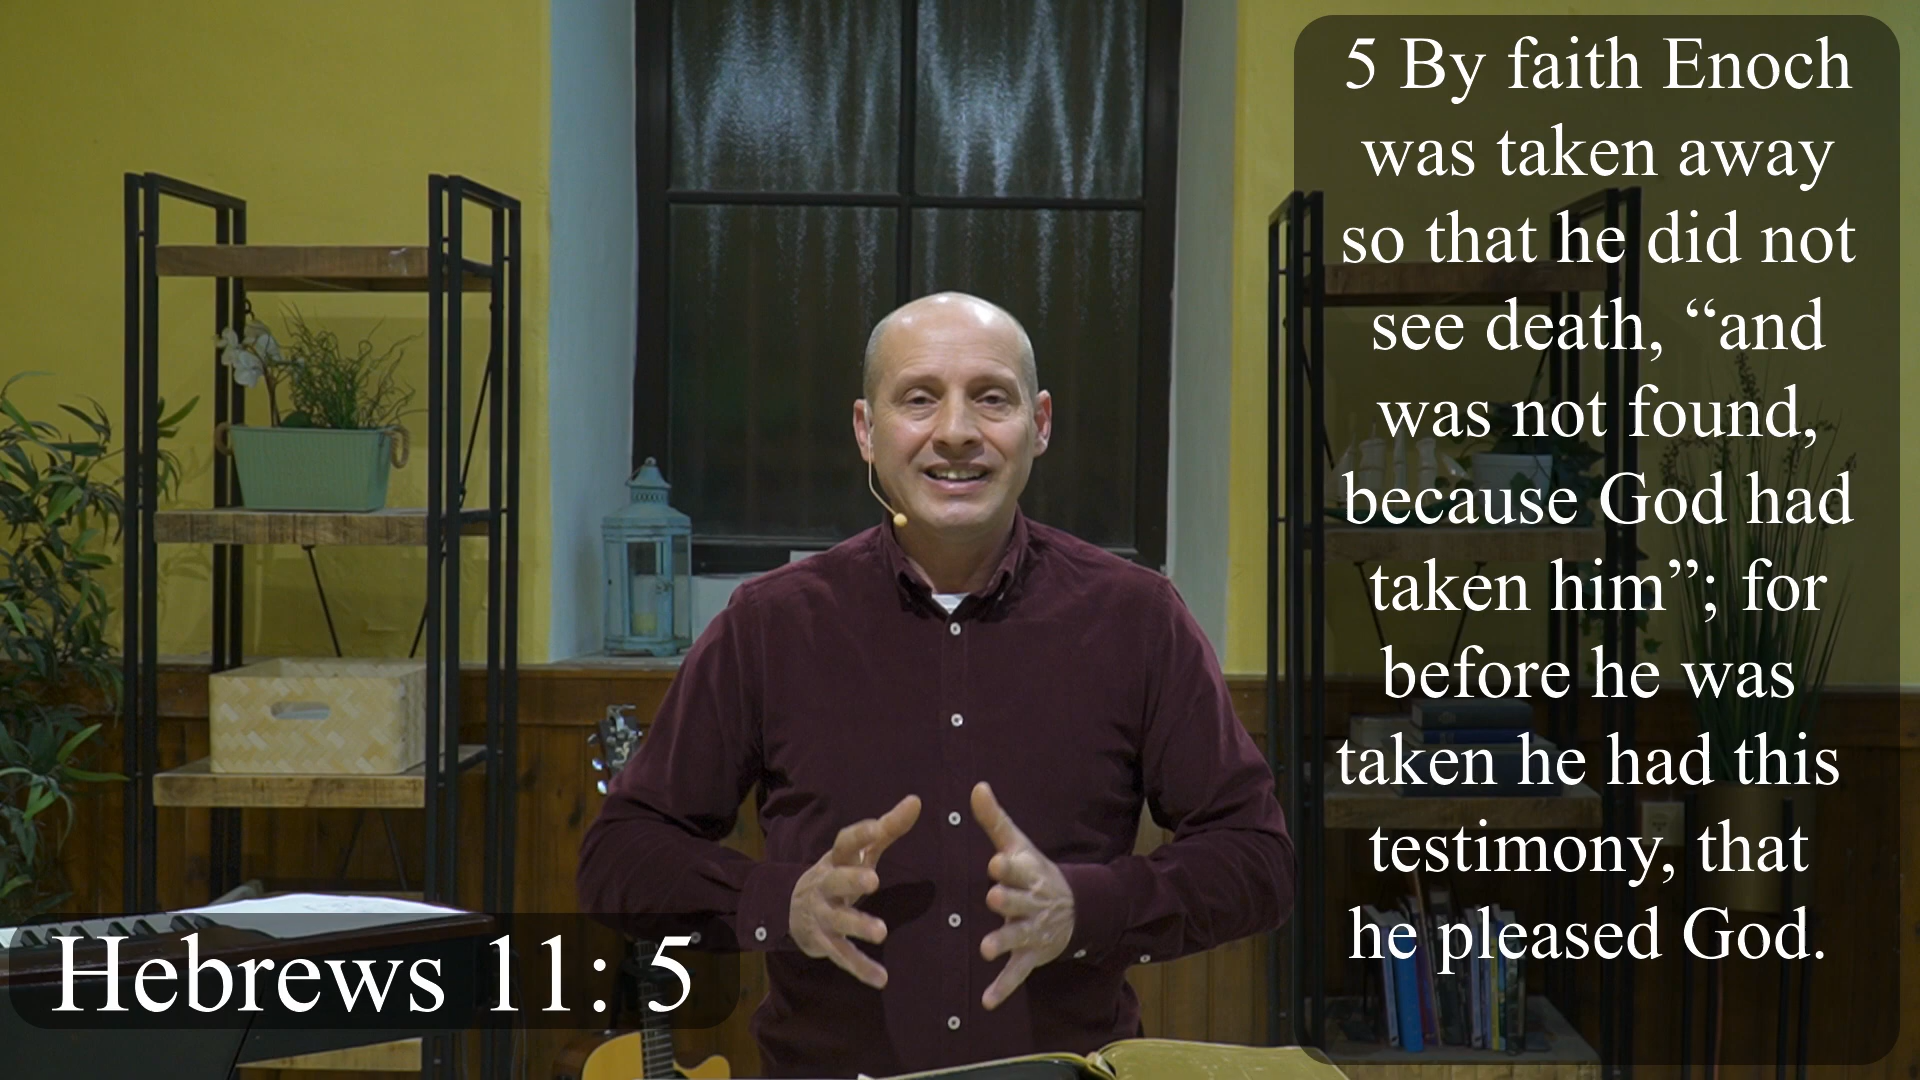 5 By faith Enoch
was taken away
so that he did not
see death, “and
was not found,
because God had
taken him”; for
before he was
taken he had this
testimony, that
he pleased God.
Hebrews 11: 5